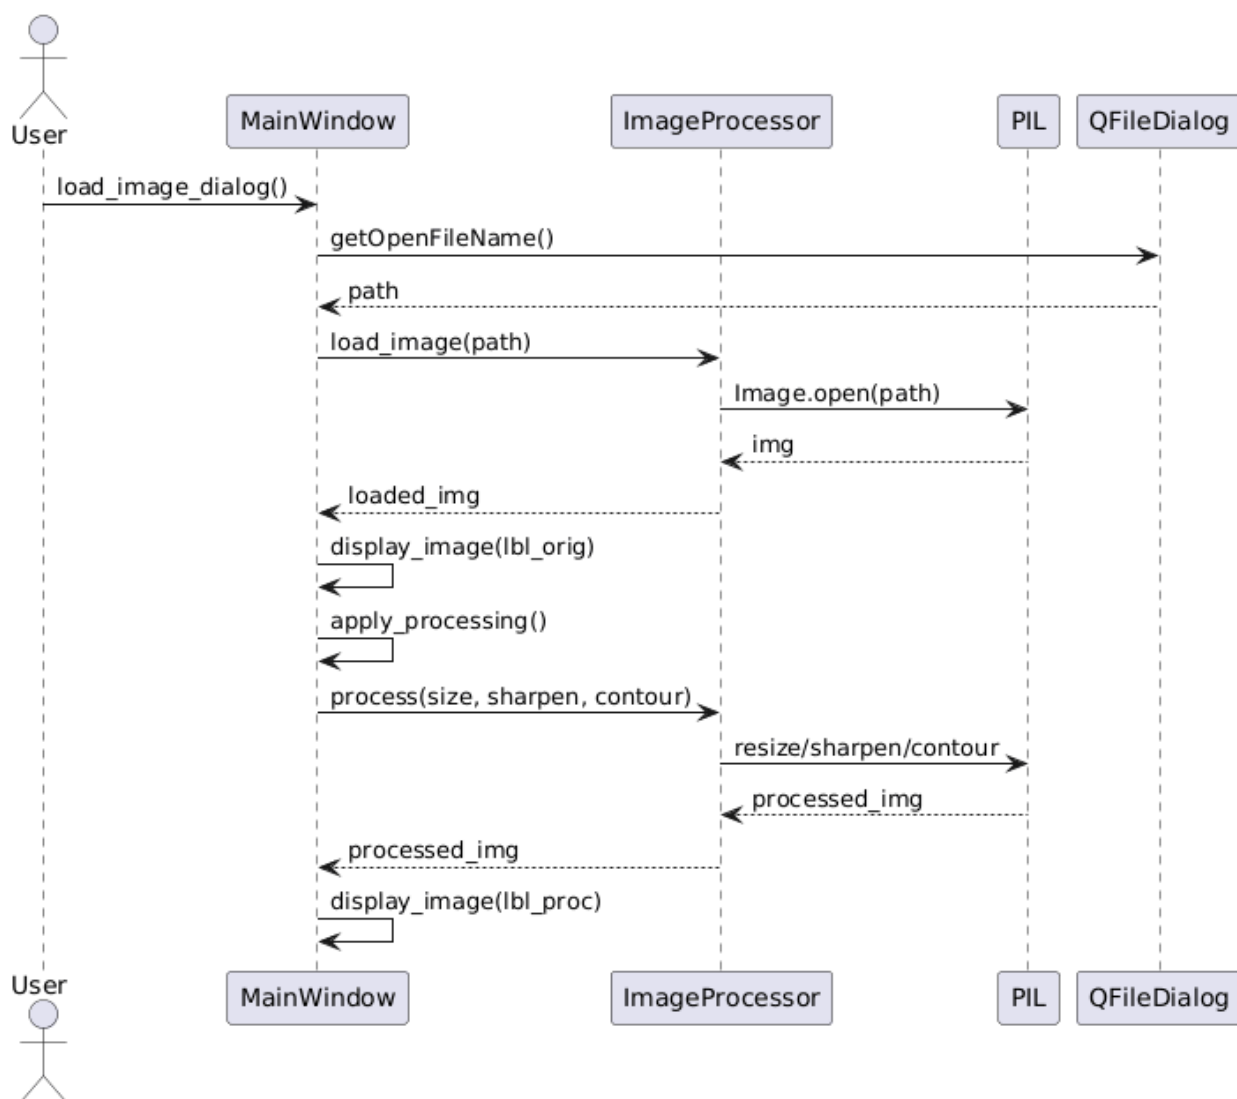 User
MainWindow
ImageProcessor
PIL
QFileDialog
load_image_dialog()
getOpenFileName()
path
load_image(path)
Image.open(path)
img
loaded_img
display_image(lbl_orig)
apply_processing()
process(size, sharpen, contour)
resize/sharpen/contour
processed_img
processed_img
display_image(lbl_proc)
User
MainWindow
ImageProcessor
PIL
QFileDialog